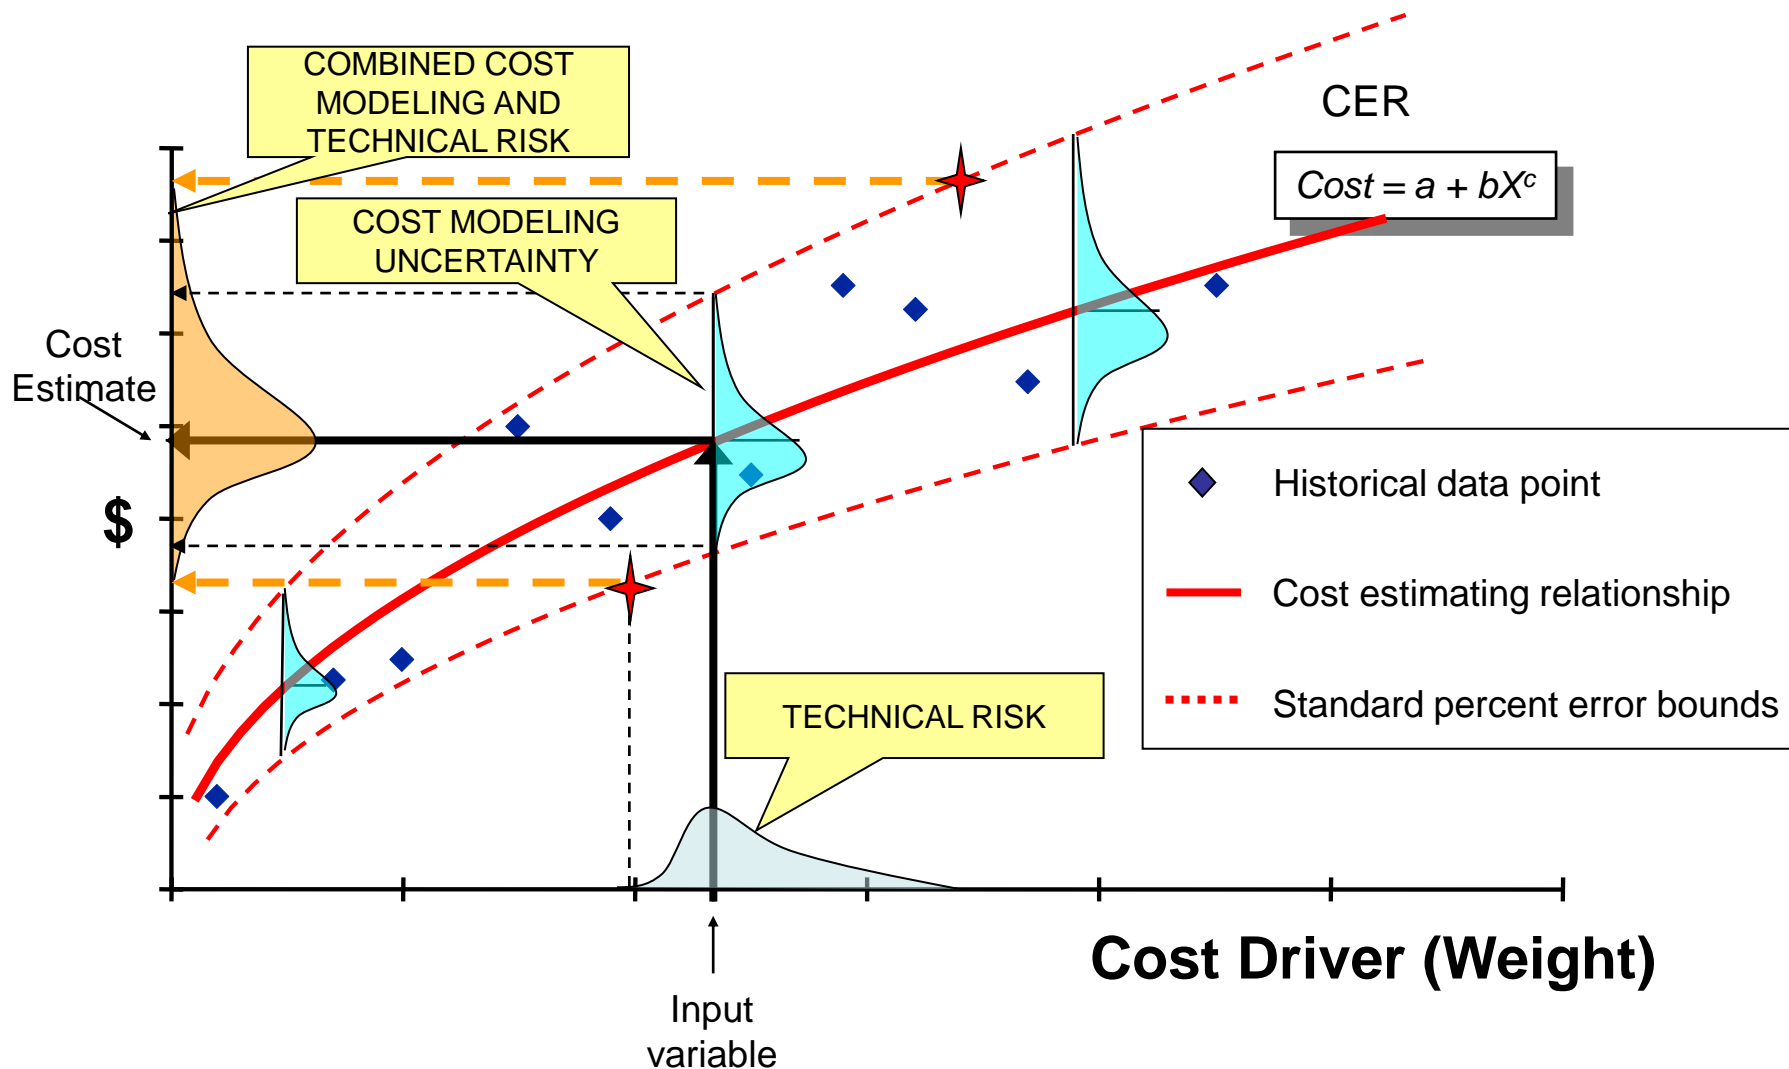 COMBINED COST
MODELING AND
TECHNICAL RISK
CER
Cost = a + bXᶜ
COST MODELING
UNCERTAINTY
Cost
Estimate
$
Historical data point
Cost estimating relationship
Standard percent error bounds
TECHNICAL RISK
Cost Driver (Weight)
Input
variable